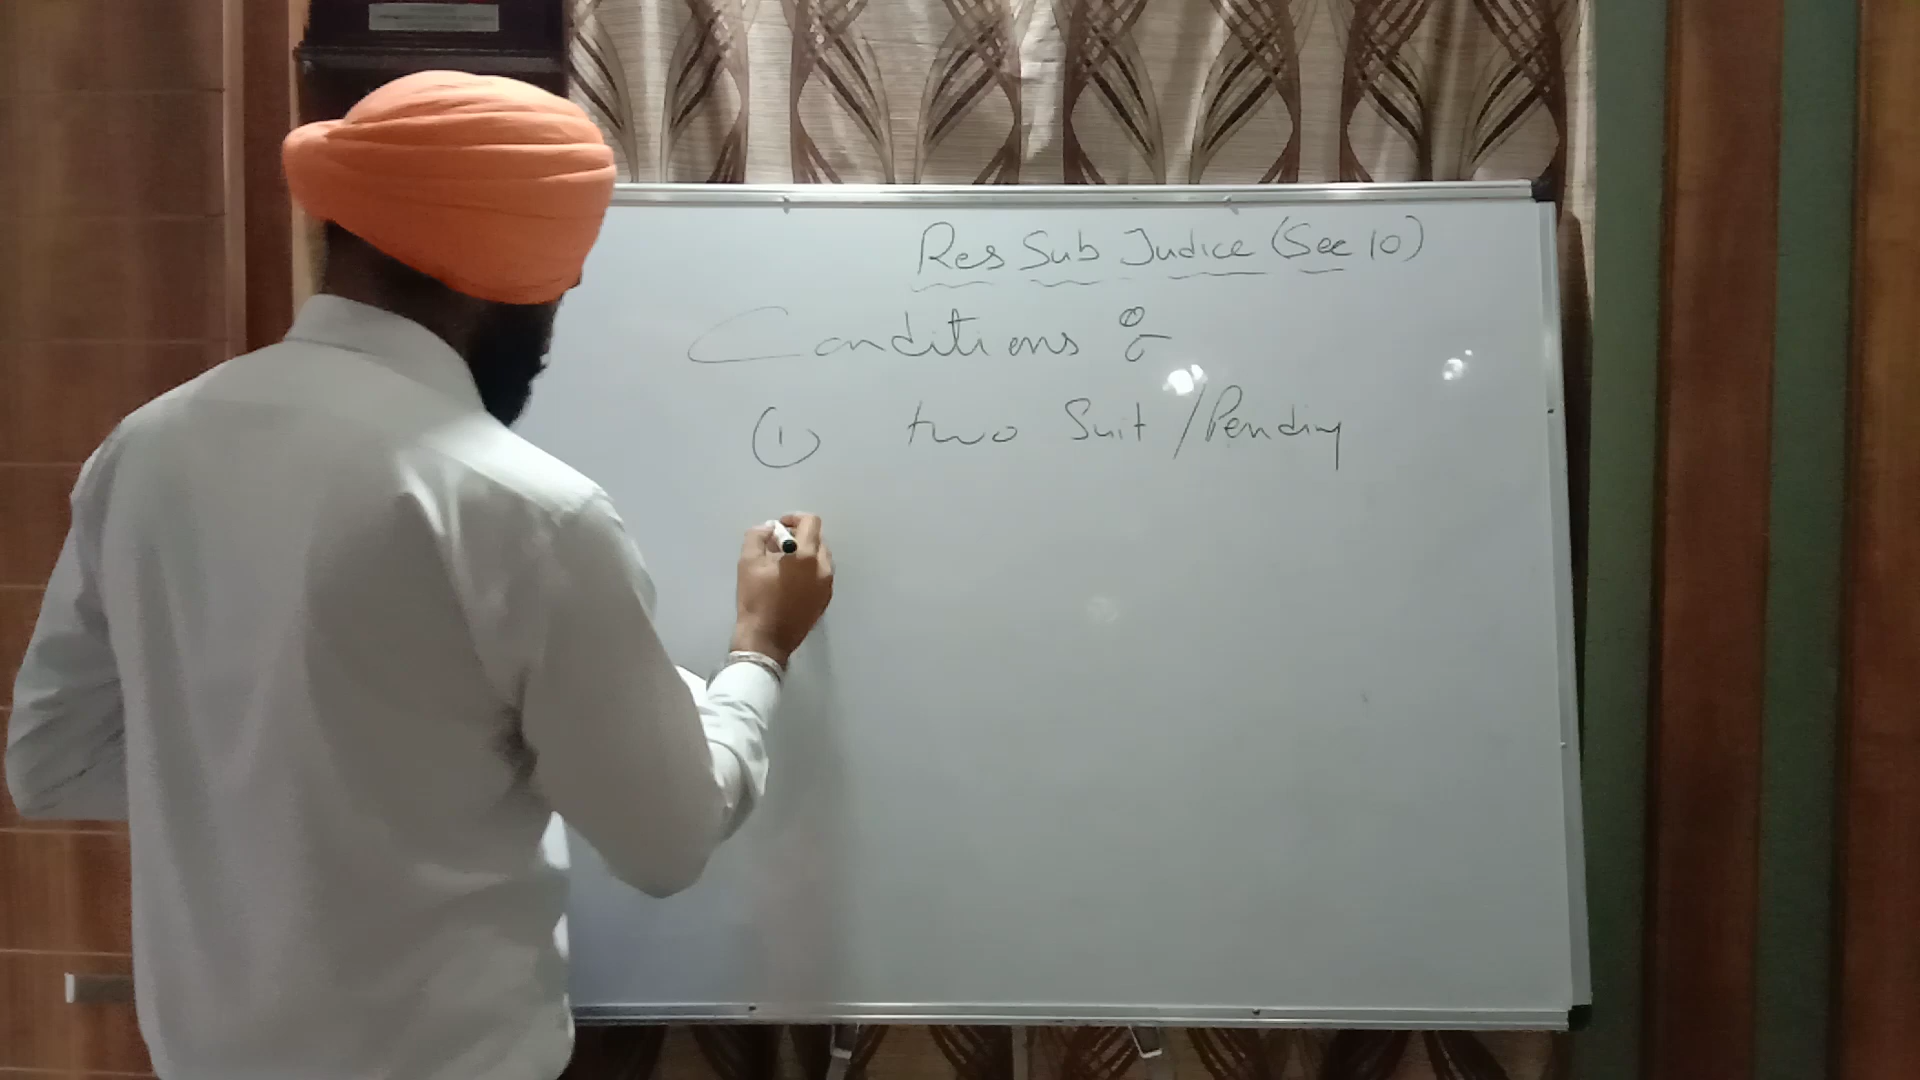 Res Sub Judice (Sec 10)
Conditions :-
① two Suit / Pending